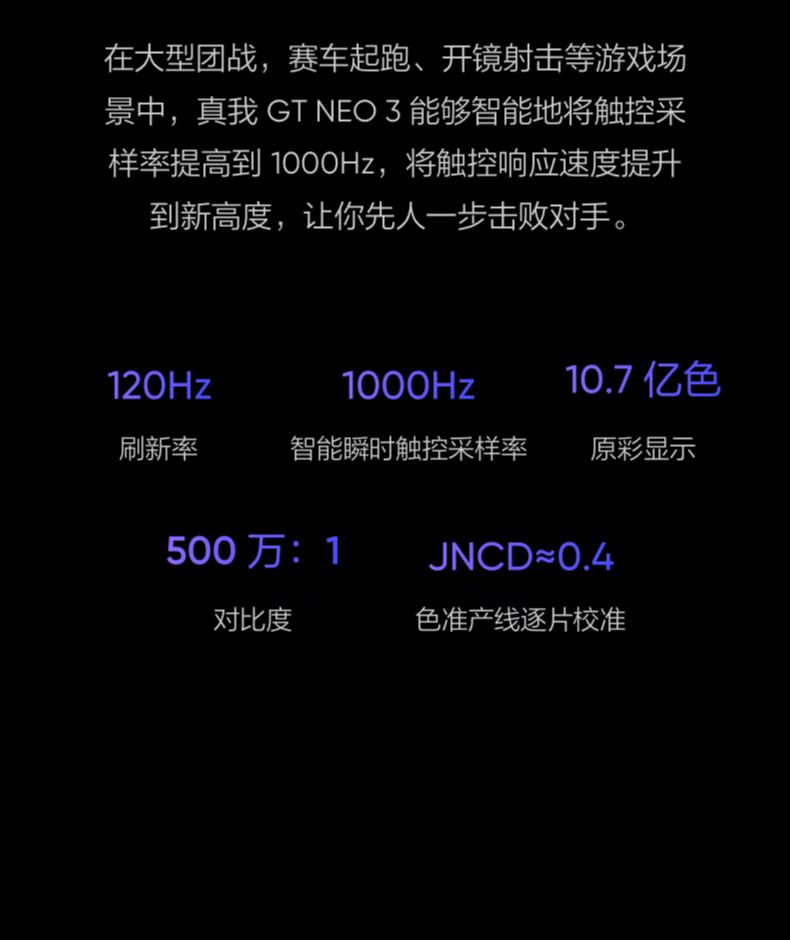 在大型团战，赛车起跑、开镜射击等游戏场
景中，真我 GT NEO 3 能够智能地将触控采
样率提高到 1000Hz，将触控响应速度提升
到新高度，让你先人一步击败对手。
120Hz 1000Hz 10.7 亿色
刷新率 智能瞬时触控采样率 原彩显示
500 万：1 JNCD≈0.4
对比度 色准产线逐片校准